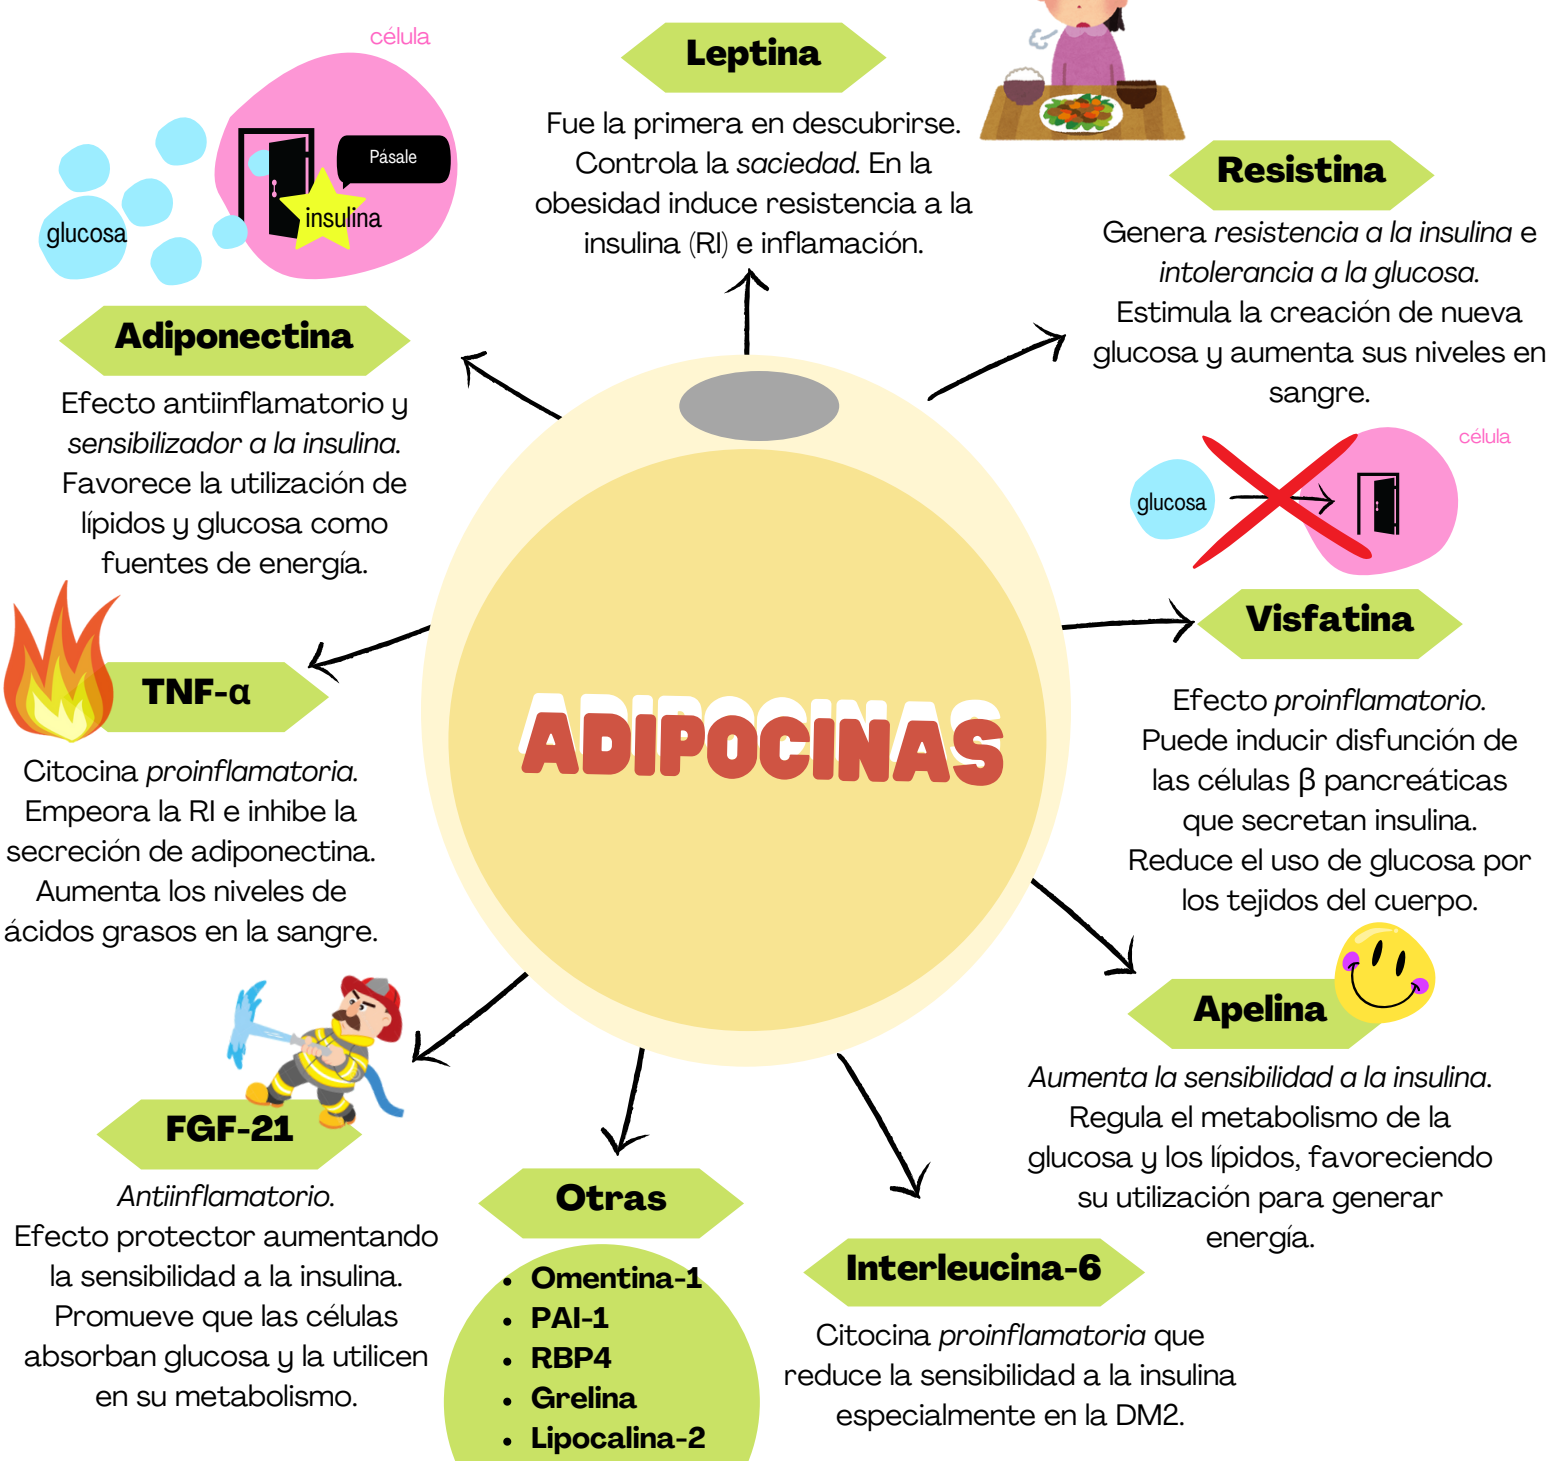 célula
Pásale
insulina
glucosa
Leptina
Fue la primera en descubrirse.
Controla la saciedad. En la
obesidad induce resistencia a la
insulina (RI) e inflamación.
Resistina
Genera resistencia a la insulina e
intolerancia a la glucosa.
Estimula la creación de nueva
glucosa y aumenta sus niveles en
sangre.
célula
glucosa
Adiponectina
Efecto antiinflamatorio y
sensibilizador a la insulina.
Favorece la utilización de
lípidos y glucosa como
fuentes de energía.
Visfatina
Efecto proinflamatorio.
Puede inducir disfunción de
las células β pancreáticas
que secretan insulina.
Reduce el uso de glucosa por
los tejidos del cuerpo.
TNF-α
Citocina proinflamatoria.
Empeora la RI e inhibe la
secreción de adiponectina.
Aumenta los niveles de
ácidos grasos en la sangre.
ADIPOCINAS
Apelina
Aumenta la sensibilidad a la insulina.
Regula el metabolismo de la
glucosa y los lípidos, favoreciendo
su utilización para generar
energía.
FGF-21
Antiinflamatorio.
Efecto protector aumentando
la sensibilidad a la insulina.
Promueve que las células
absorban glucosa y la utilicen
en su metabolismo.
Otras
• Omentina-1
• PAI-1
• RBP4
• Grelina
• Lipocalina-2
Interleucina-6
Citocina proinflamatoria que
reduce la sensibilidad a la insulina
especialmente en la DM2.